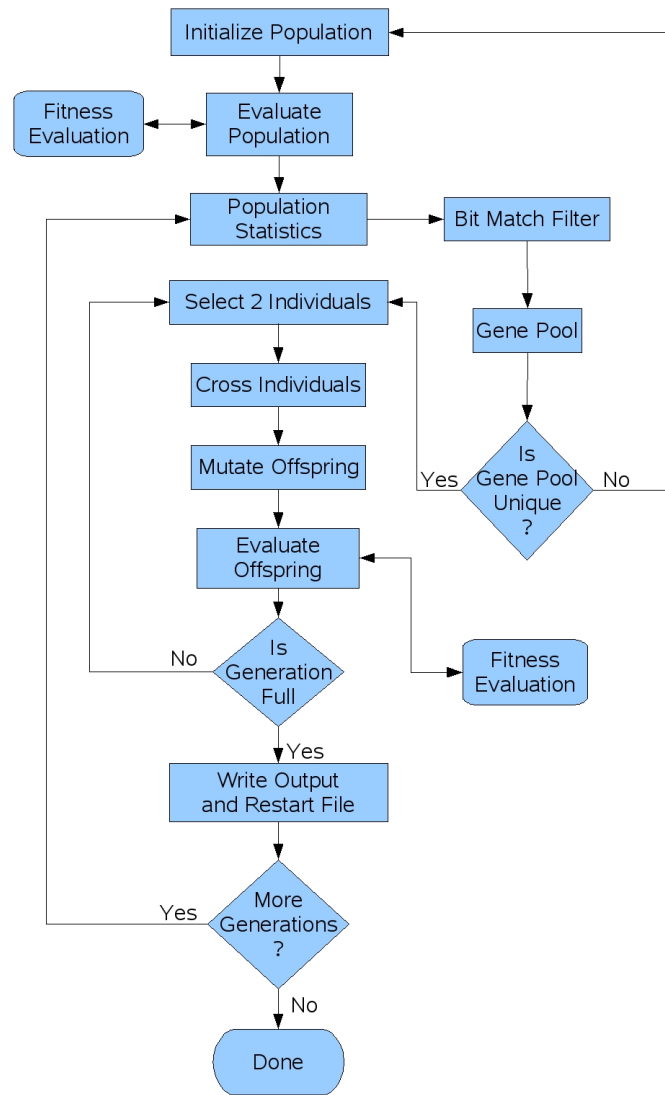 Initialize Population
Fitness
Evaluation
Evaluate
Population
Population
Statistics
Bit Match Filter
Select 2 Individuals
Gene Pool
Cross Individuals
Is
Gene Pool
Unique
?
Yes
No
Mutate Offspring
Evaluate
Offspring
Is
Generation
Full
No
Fitness
Evaluation
Yes
Write Output
and Restart File
More
Generations
?
Yes
No
Done